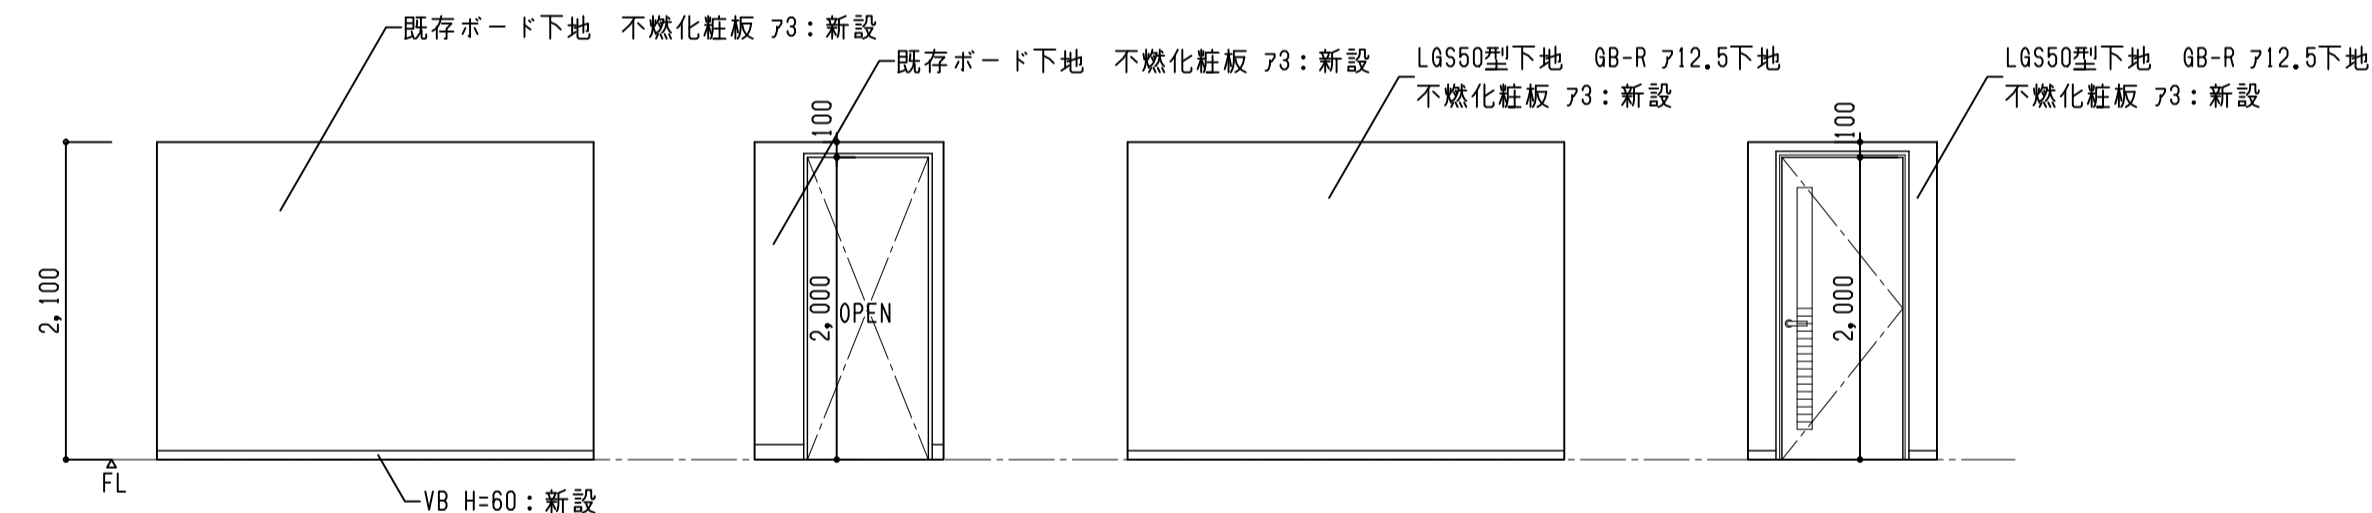 既存ボード下地　不燃化粧板 ｱ3：新設
既存ボード下地　不燃化粧板 ｱ3：新設
LGS50型下地　GB-R ｱ12.5下地
不燃化粧板 ｱ3：新設
LGS50型下地　GB-R ｱ12.5下地
不燃化粧板 ｱ3：新設
100
100
2,100
2,000
OPEN
2,000
FL
VB H=60：新設